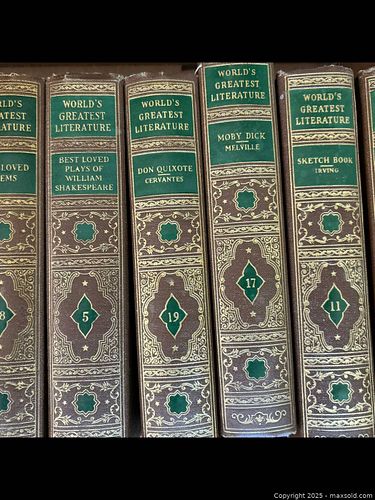 GREATEST
LITERATURE
LOVED
8
WORLD'S
GREATEST
LITERATURE
BEST LOVED
PLAYS OF
WILLIAM
SHAKESPEARE
5
WORLD'S
GREATEST
LITERATURE
DON QUIXOTE
CERVANTES
19
WORLD'S
GREATEST
LITERATURE
MOBY DICK
MELVILLE
17
WORLD'S
GREATEST
LITERATURE
SKETCH BOOK
IRVING
11
Copyright © 2025 - maxsold.com